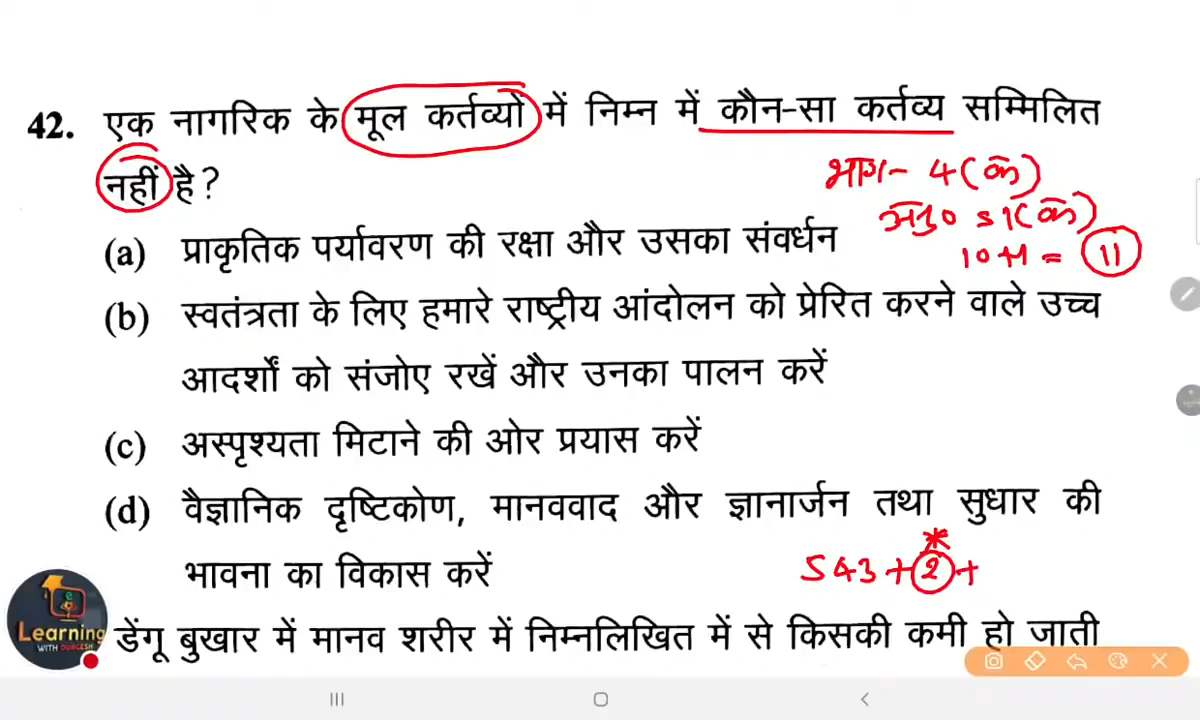 42. एक नागरिक के मूल कर्तव्यों में निम्न में कौन-सा कर्तव्य सम्मिलित
नहीं है?
भाग- 4(क)
अनु० 51(क)
10+1 = 11
(a) प्राकृतिक पर्यावरण की रक्षा और उसका संवर्धन
(b) स्वतंत्रता के लिए हमारे राष्ट्रीय आंदोलन को प्रेरित करने वाले उच्च
आदर्शों को संजोए रखें और उनका पालन करें
(c) अस्पृश्यता मिटाने की ओर प्रयास करें
(d) वैज्ञानिक दृष्टिकोण, मानववाद और ज्ञानार्जन तथा सुधार की
भावना का विकास करें
543+2+
Learning
WITH DURGESH
डेंगू बुखार में मानव शरीर में निम्नलिखित में से किसकी कमी हो जाती